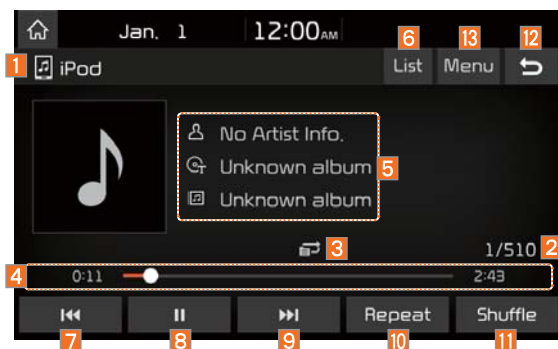 Jan. 1 12:00AM
6 13 12
1 iPod List Menu
No Artist Info.
Unknown album 5
Unknown album
3 1/510 2
4 0:11 2:43
Repeat Shuffle
7 8 9 10 11